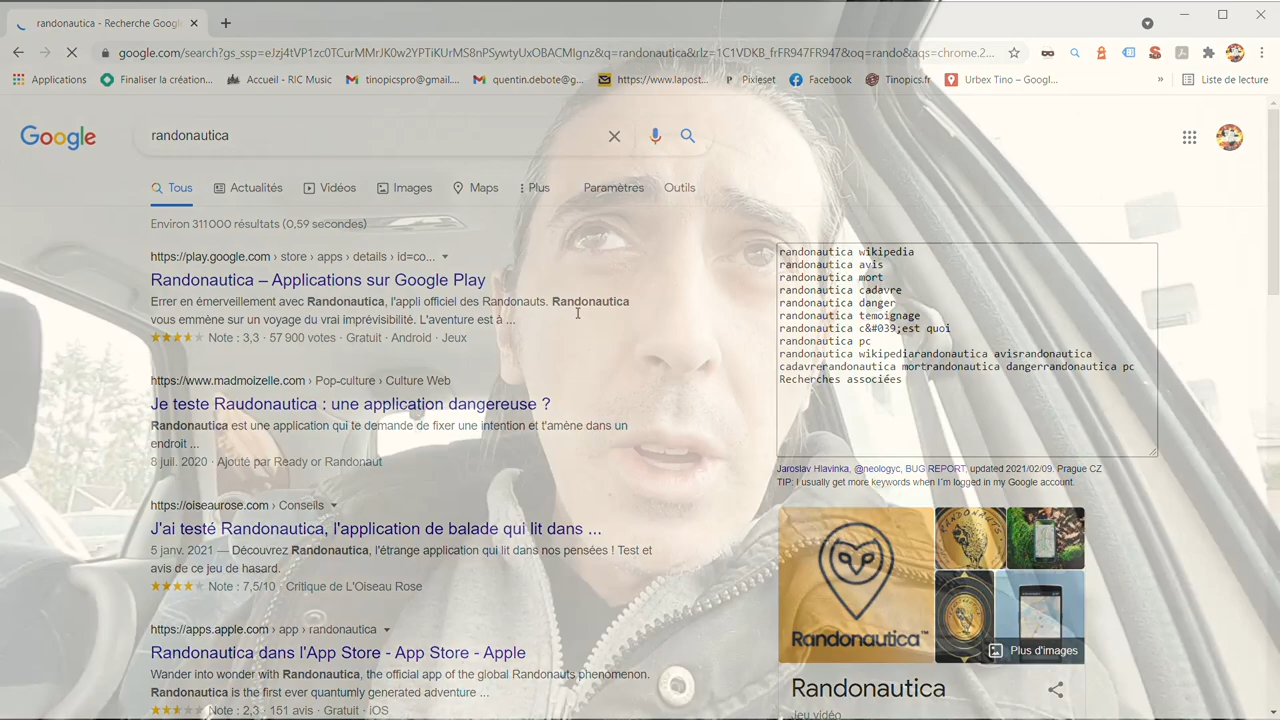 randonautica - Recherche Google
google.com/search?gs_ssp=eJzj4tVP1zc0TCurMMrJK0w2YPTiKUrMS8nPSywtyUxOBACMIgnz&q=randonautica&rlz=1C1VDKB_frFR947FR947&oq=rando&aqs=chrome.2...
Applications
Finaliser la création...
Accueil - RIC Music
tinopicspro@gmail....
quentin.debote@g...
https://www.lapost...
Pixieset
Facebook
Tinopics.fr
Urbex Tino – Googl...
»
Liste de lecture
Google
randonautica
Tous
Actualités
Vidéos
Images
Maps
Plus
Paramètres
Outils
Environ 311 000 résultats (0,59 secondes)
https://play.google.com › store › apps › details › id=co...
Randonautica – Applications sur Google Play
Errer en émerveillement avec Randonautica, l'appli officiel des Randonauts. Randonautica
vous emmène sur un voyage du vrai imprévisibilité. L'aventure est à ...
Note : 3,3 · 57 900 votes · Gratuit · Android · Jeux
https://www.madmoizelle.com › Pop-culture › Culture Web
Je teste Raudonautica : une application dangereuse ?
Randonautica est une application qui te demande de fixer une intention et t'amène dans un
endroit ...
8 juil. 2020 · Ajouté par Ready or Randonaut
https://oiseaurose.com › Conseils
J'ai testé Randonautica, l'application de balade qui lit dans ...
5 janv. 2021 — Découvrez Randonautica, l'étrange application qui lit dans nos pensées ! Test et
avis de ce jeu de hasard.
Note : 7,5/10 · Critique de L'Oiseau Rose
https://apps.apple.com › app › randonautica
Randonautica dans l'App Store - App Store - Apple
Wander into wonder with Randonautica, the official app of the global Randonauts phenomenon.
Randonautica is the first ever quantumly generated adventure ...
Note : 2,3 · 151 avis · Gratuit · iOS
randonautica wikipedia
randonautica avis
randonautica mort
randonautica cadavre
randonautica danger
randonautica temoignage
randonautica c&#039;est quoi
randonautica pc
randonautica wikipediarandonautica avisrandonautica
cadavrerandonautica mortrandonautica dangerrandonautica pc
Recherches associées
Jaroslav Hlavinka, @neologyc, BUG REPORT, updated 2021/02/09. Prague CZ
TIP: I usually get more keywords when I´m logged in my Google account.
Randonautica™
Plus d'images
Randonautica
Jeu vidéo